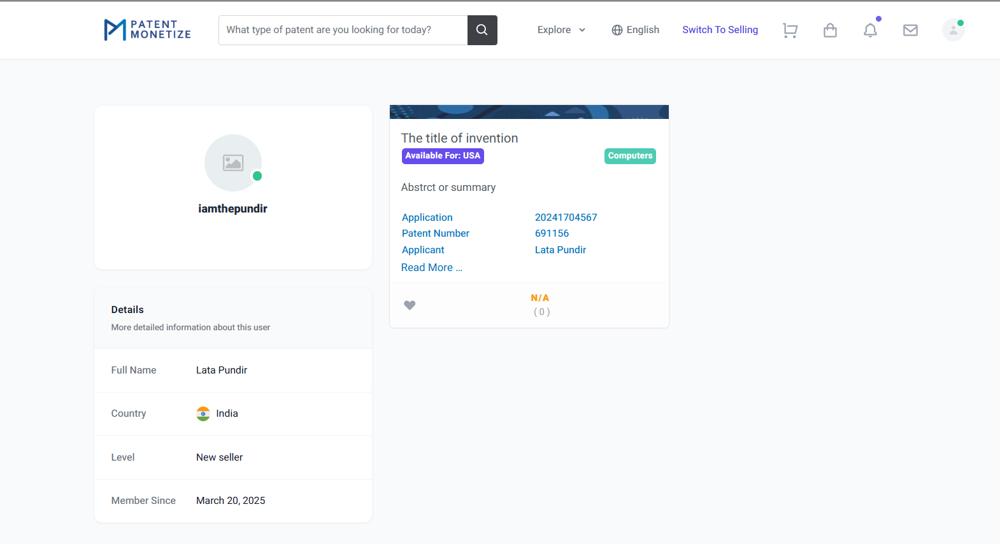 PATENT
MONETIZE
What type of patent are you looking for today?
Explore
English
Switch To Selling
iamthepundir
Details
More detailed information about this user
Full Name Lata Pundir
Country India
Level New seller
Member Since March 20, 2025
The title of invention
Available For: USA Computers
Abstrct or summary
Application 20241704567
Patent Number 691156
Applicant Lata Pundir
Read More ...
N/A
( 0 )